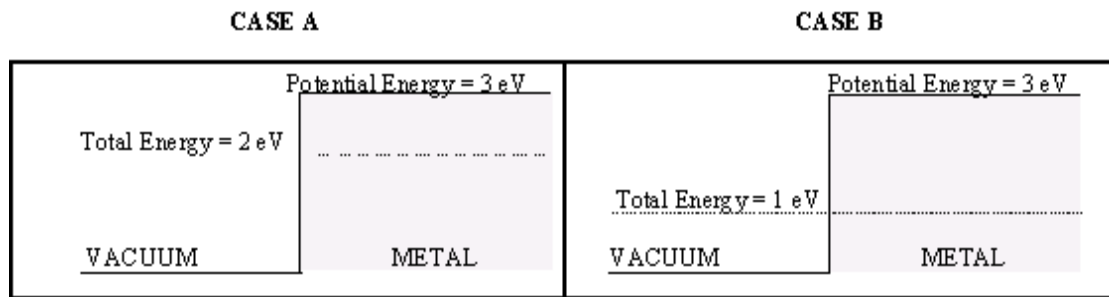 CASE A
CASE B
Potential Energy = 3 eV
Total Energy = 2 eV
VACUUM
METAL
Potential Energy = 3 eV
Total Energy = 1 eV
VACUUM
METAL